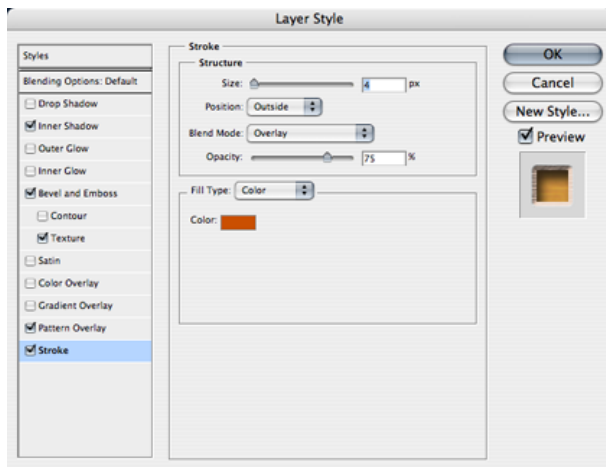 Layer Style
Styles
Blending Options: Default
Drop Shadow
Inner Shadow
Outer Glow
Inner Glow
Bevel and Emboss
Contour
Texture
Satin
Color Overlay
Gradient Overlay
Pattern Overlay
Stroke
Stroke
Structure
Size: 4 px
Position: Outside
Blend Mode: Overlay
Opacity: 75 %
Fill Type: Color
Color:
OK
Cancel
New Style...
Preview